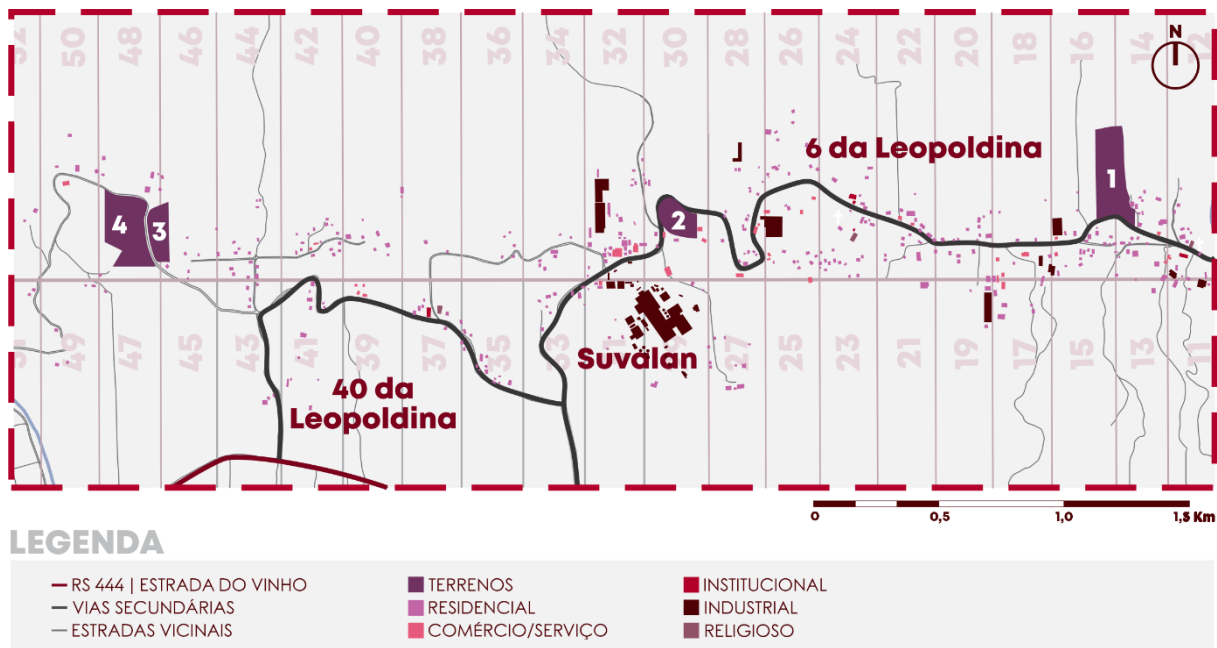 52 50 48 46 44 42 40 38 36 34 32 30 28 26 24 22 20 18 16 14 12
N
6 da Leopoldina
1
4 3
2
51 49 47 45 43 41 39 37 35 33 31 29 27 25 23 21 19 17 15 13 11
Suvalan
40 da
Leopoldina
0 0,5 1,0 1,5 Km
LEGENDA
RS 444 | ESTRADA DO VINHO
VIAS SECUNDÁRIAS
ESTRADAS VICINAIS
TERRENOS
RESIDENCIAL
COMÉRCIO/SERVIÇO
INSTITUCIONAL
INDUSTRIAL
RELIGIOSO